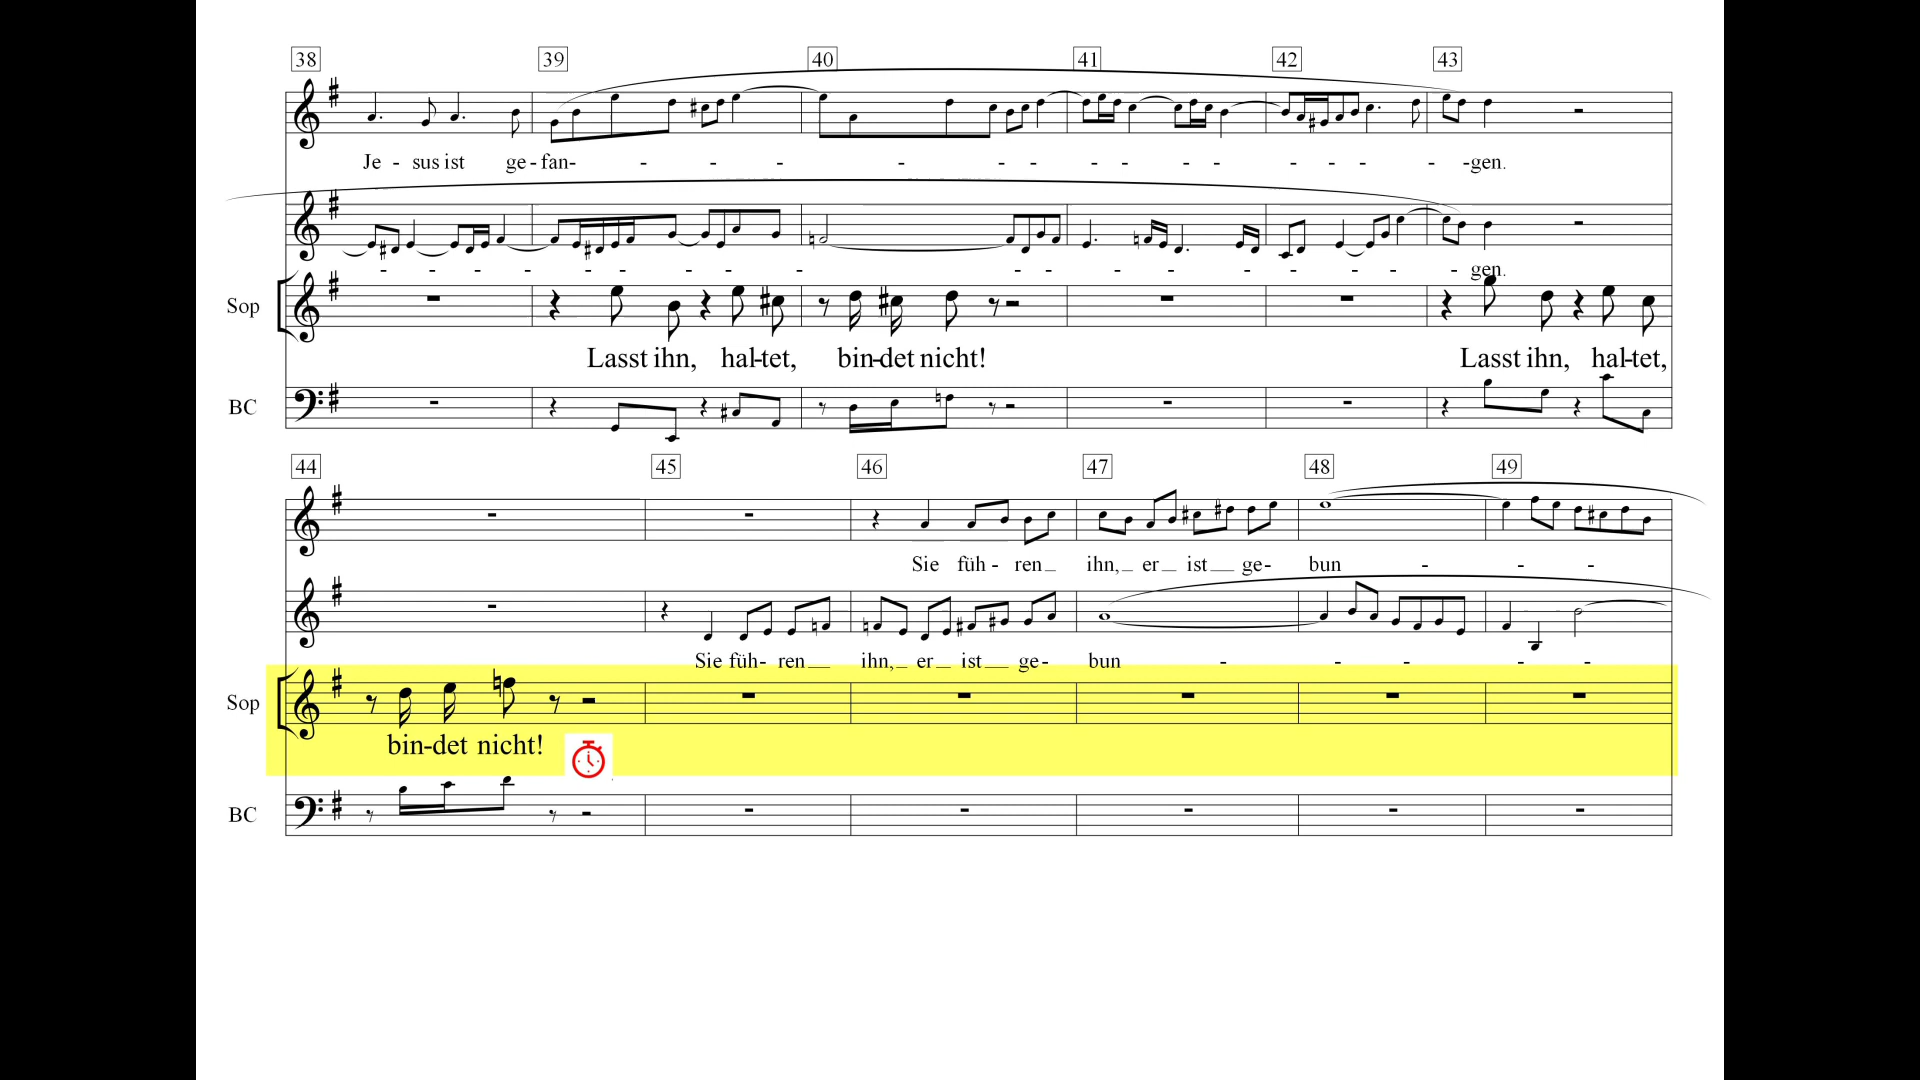 38 39 40 41 42 43
Je - sus ist ge - fan- - - - - - - - - - - - - - -gen.
- - - - - - - - - - - - - - - - - gen.
Sop
Lasst ihn, hal-tet, bin-det nicht! Lasst ihn, hal-tet,
BC
44 45 46 47 48 49
Sie füh - ren ihn, er ist ge- bun - - -
Sie füh- ren ihn, er ist ge- bun - - - - -
Sop
bin-det nicht!
BC